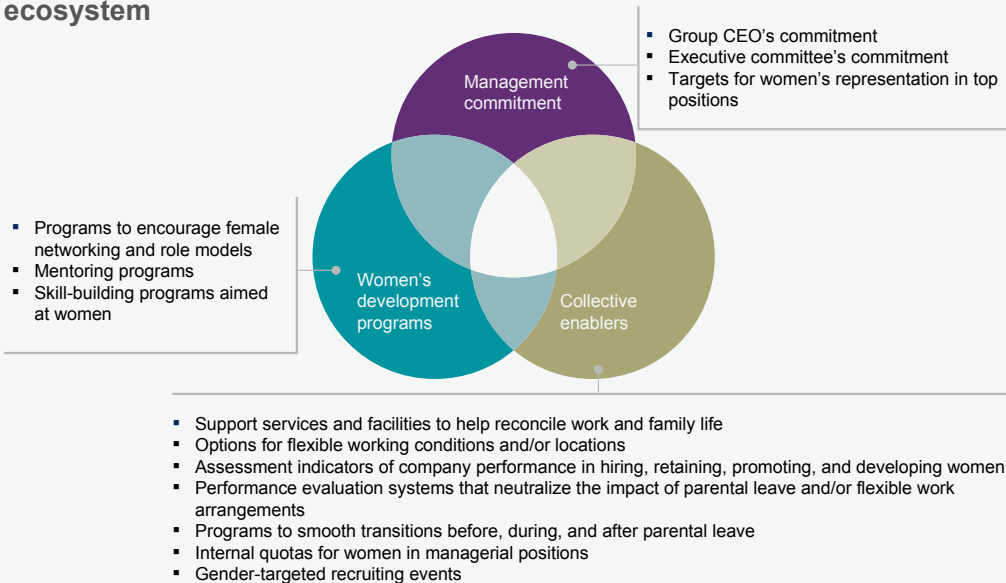 ecosystem
Management
commitment
▪ Group CEO’s commitment
▪ Executive committee’s commitment
▪ Targets for women’s representation in top
positions
▪ Programs to encourage female
networking and role models
▪ Mentoring programs
▪ Skill-building programs aimed
at women
Women’s
development
programs
Collective
enablers
▪ Support services and facilities to help reconcile work and family life
▪ Options for flexible working conditions and/or locations
▪ Assessment indicators of company performance in hiring, retaining, promoting, and developing women
▪ Performance evaluation systems that neutralize the impact of parental leave and/or flexible work
arrangements
▪ Programs to smooth transitions before, during, and after parental leave
▪ Internal quotas for women in managerial positions
▪ Gender-targeted recruiting events